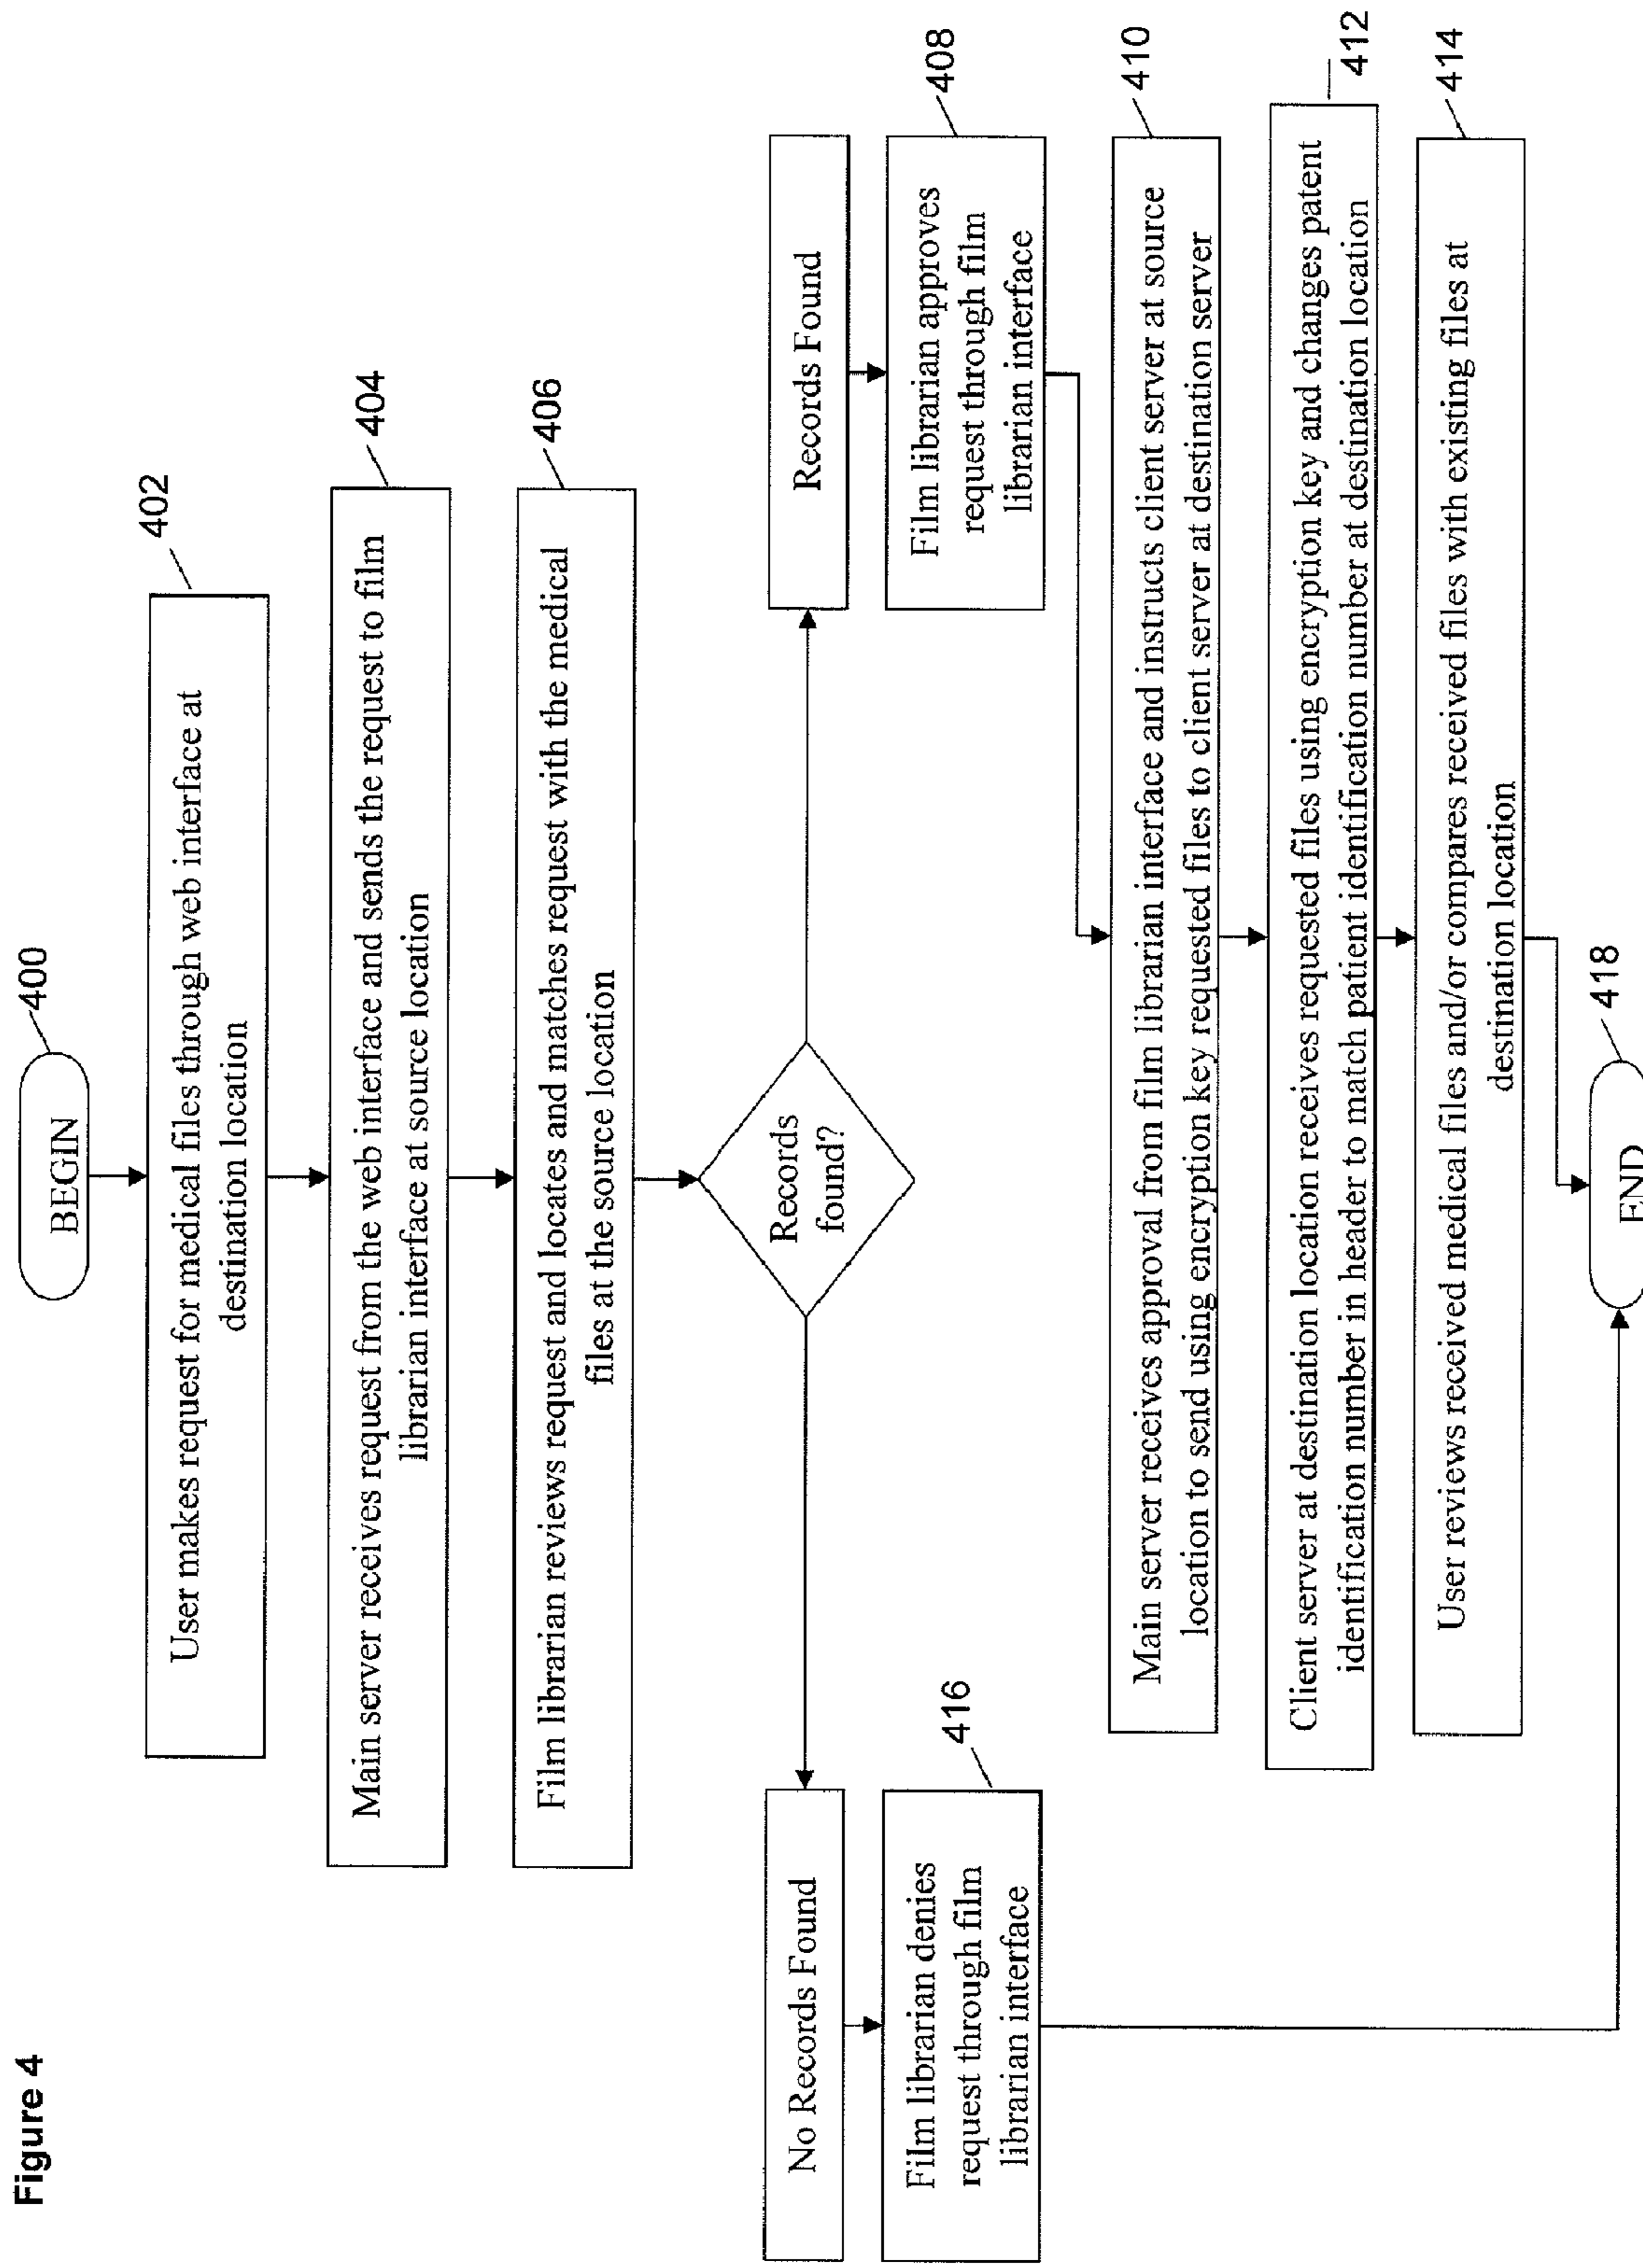 Figure 4
400
BEGIN
402
User makes request for medical files through web interface at
destination location
404
Main server receives request from the web interface and sends the request to film
librarian interface at source location
406
Film librarian reviews request and locates and matches request with the medical
files at the source location
Records
found?
No Records Found
Records Found
416
Film librarian denies
request through film
librarian interface
408
Film librarian approves
request through film
librarian interface
410
Main server receives approval from film librarian interface and instructs client server at source
location to send using encryption key requested files to client server at destination server
412
Client server at destination location receives requested files using encryption key and changes patent
identification number in header to match patient identification number at destination location
414
User reviews received medical files and/or compares received files with existing files at
destination location
418
END